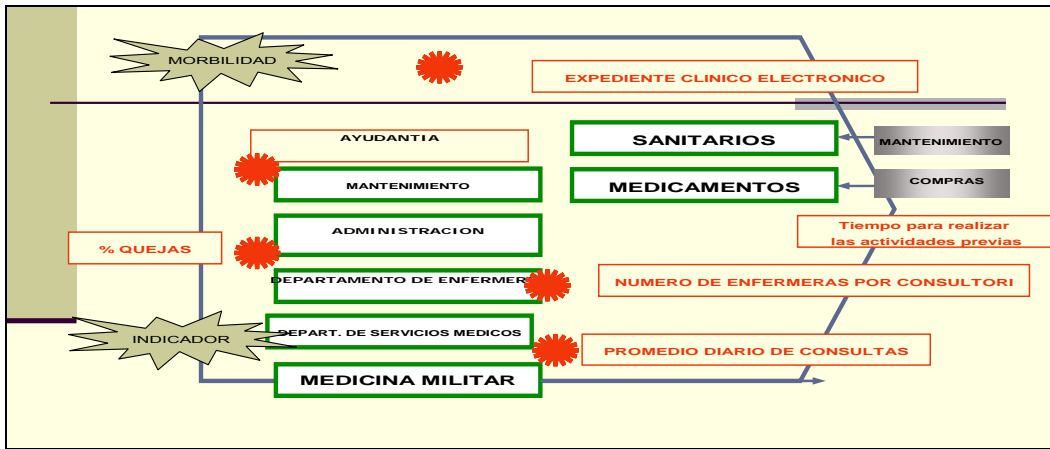 MORBILIDAD
EXPEDIENTE CLINICO ELECTRONICO
AYUDANTIA
SANITARIOS
MANTENIMIENTO
MANTENIMIENTO
MEDICAMENTOS
COMPRAS
% QUEJAS
ADMINISTRACION
Tiempo para realizar
las actividades previas
DEPARTAMENTO DE ENFERMER
NUMERO DE ENFERMERAS POR CONSULTORI
INDICADOR
DEPART. DE SERVICIOS MEDICOS
PROMEDIO DIARIO DE CONSULTAS
MEDICINA MILITAR